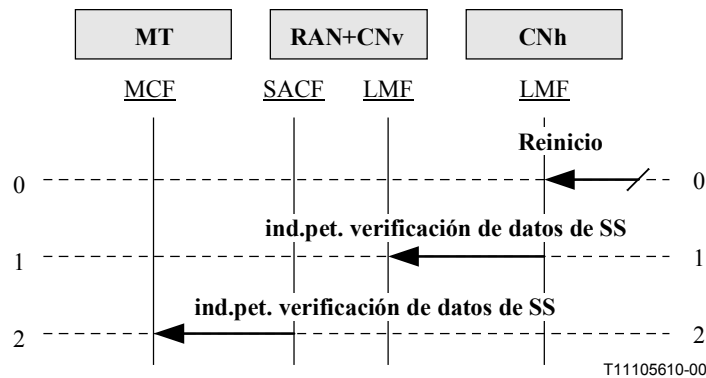 MT RAN+CNv CNh
MCF SACF LMF LMF
Reinicio
0 0
ind.pet. verificación de datos de SS
1 1
ind.pet. verificación de datos de SS
2 2
T11105610-00